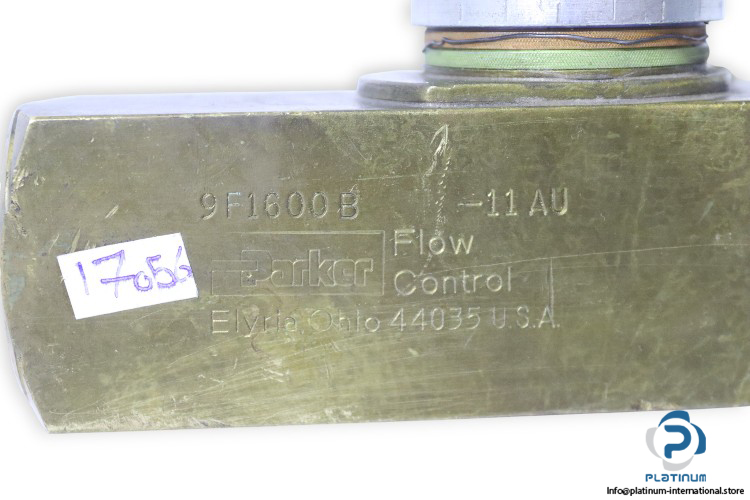 9F1600B -11 AU
Parker Flow
Control
Elyria, Ohio 44035 U.S.A.
17056
PLATINUM
Info@platinum-international.store